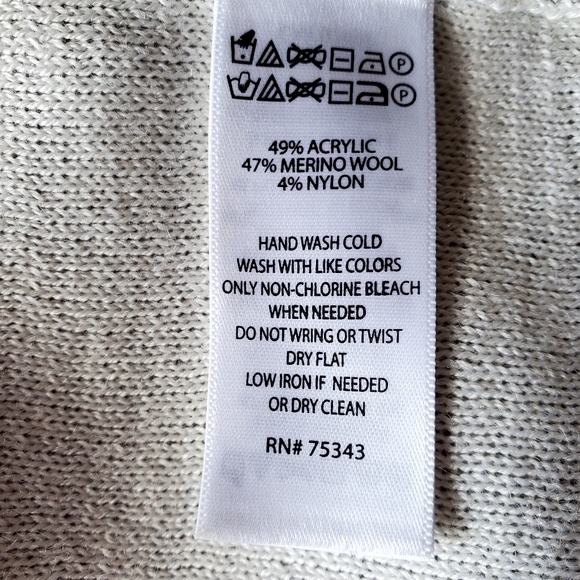 P
P
49% ACRYLIC
47% MERINO WOOL
4% NYLON
HAND WASH COLD
WASH WITH LIKE COLORS
ONLY NON-CHLORINE BLEACH
WHEN NEEDED
DO NOT WRING OR TWIST
DRY FLAT
LOW IRON IF NEEDED
OR DRY CLEAN
RN# 75343